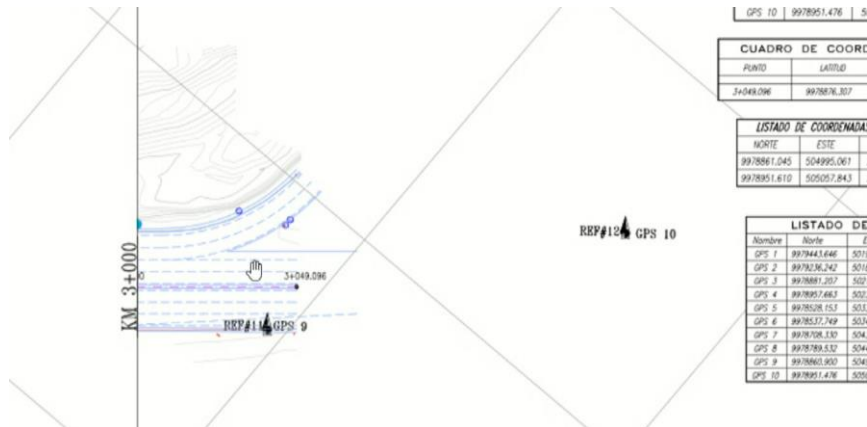 GPS 10 9978951.476
CUADRO DE COORD
PUNTO LATITUD
3+049.096 9978876.307
LISTADO DE COORDENADAS
NORTE ESTE
9978861.045 504995.061
9978951.610 505057.843
REF#12 GPS 10
LISTADO DE
Nombre Norte
GPS 1 9979443.646
GPS 2 9979236.242
GPS 3 9978881.207
GPS 4 9978957.663
GPS 5 9978528.153
GPS 6 9978537.749
GPS 7 9978708.330
GPS 8 9978789.532
GPS 9 9978860.900
GPS 10 9978951.476
KM 3+000
3+049.096
REF#11 GPS 9